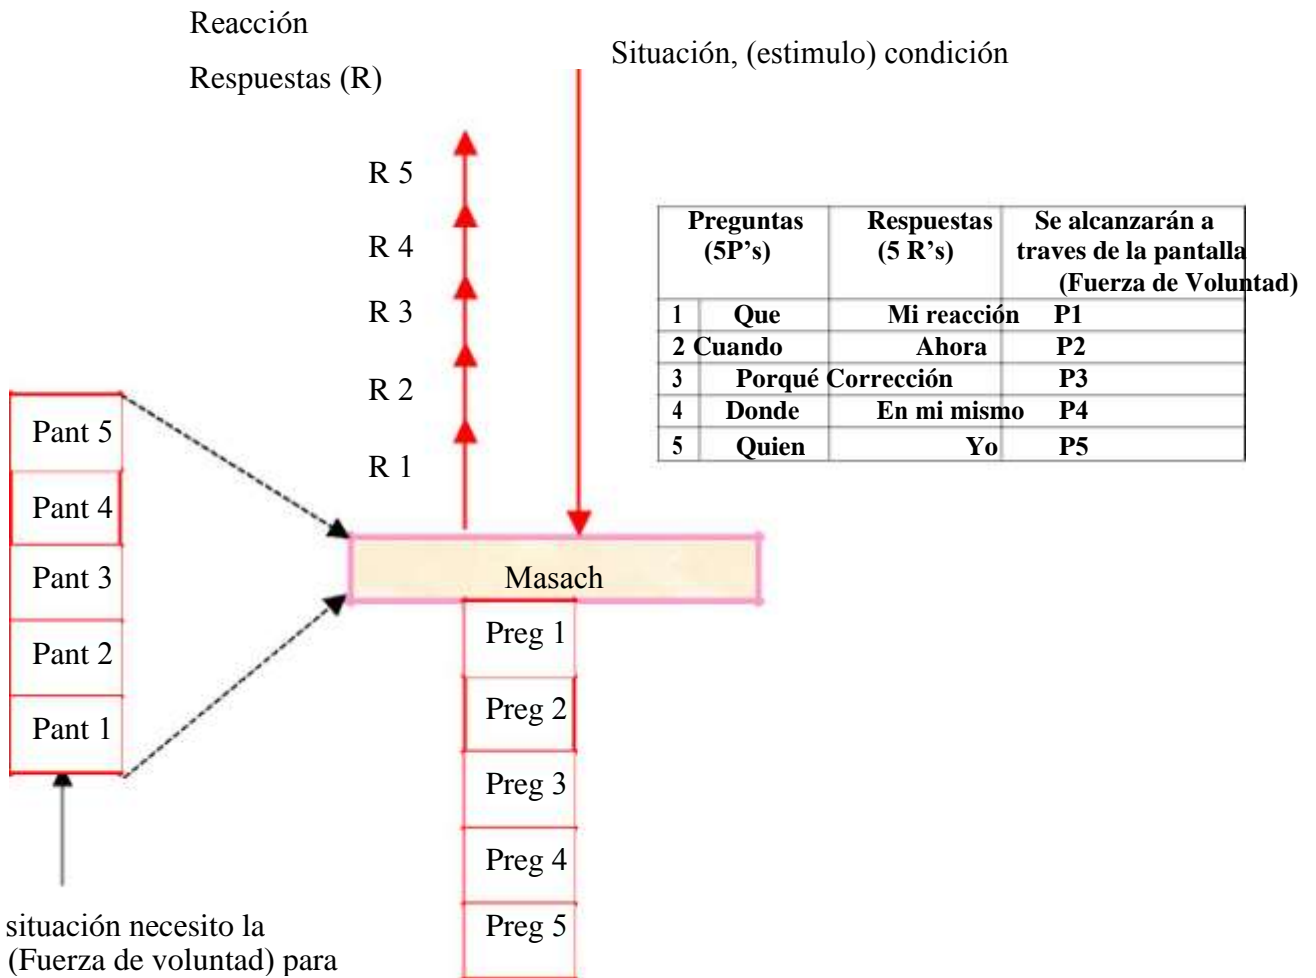 Reacción
Respuestas (R)
Situación, (estimulo) condición
R 5
R 4
R 3
R 2
R 1
Preguntas Respuestas Se alcanzarán a
(5P’s) (5 R’s) traves de la pantalla
(Fuerza de Voluntad)
1 Que Mi reacción P1
2 Cuando Ahora P2
3 Porqué Corrección P3
4 Donde En mi mismo P4
5 Quien Yo P5
Pant 5
Pant 4
Pant 3
Pant 2
Pant 1
Masach
Preg 1
Preg 2
Preg 3
Preg 4
Preg 5
situación necesito la
(Fuerza de voluntad) para